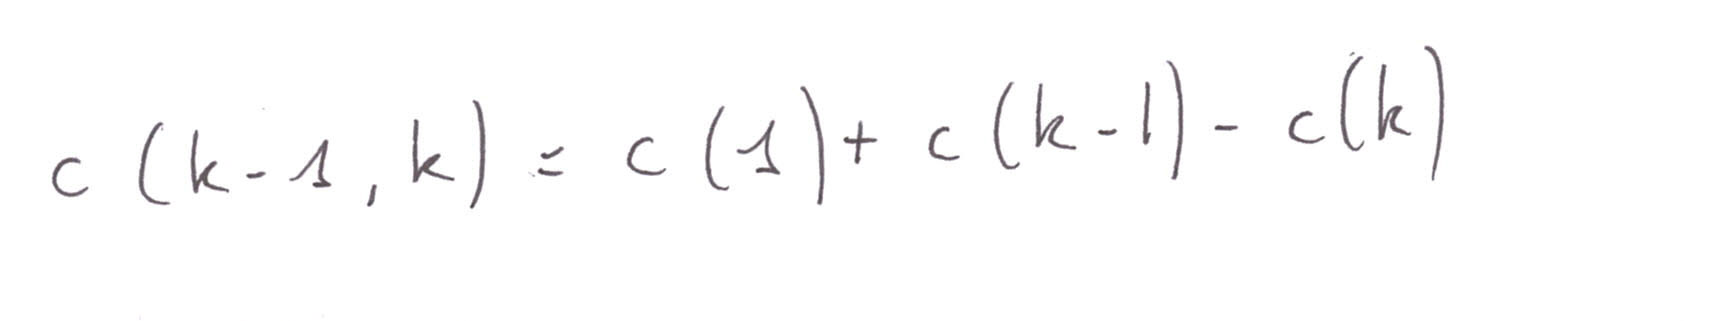 c (k-1, k) = c (1) + c (k-1) - c(k)